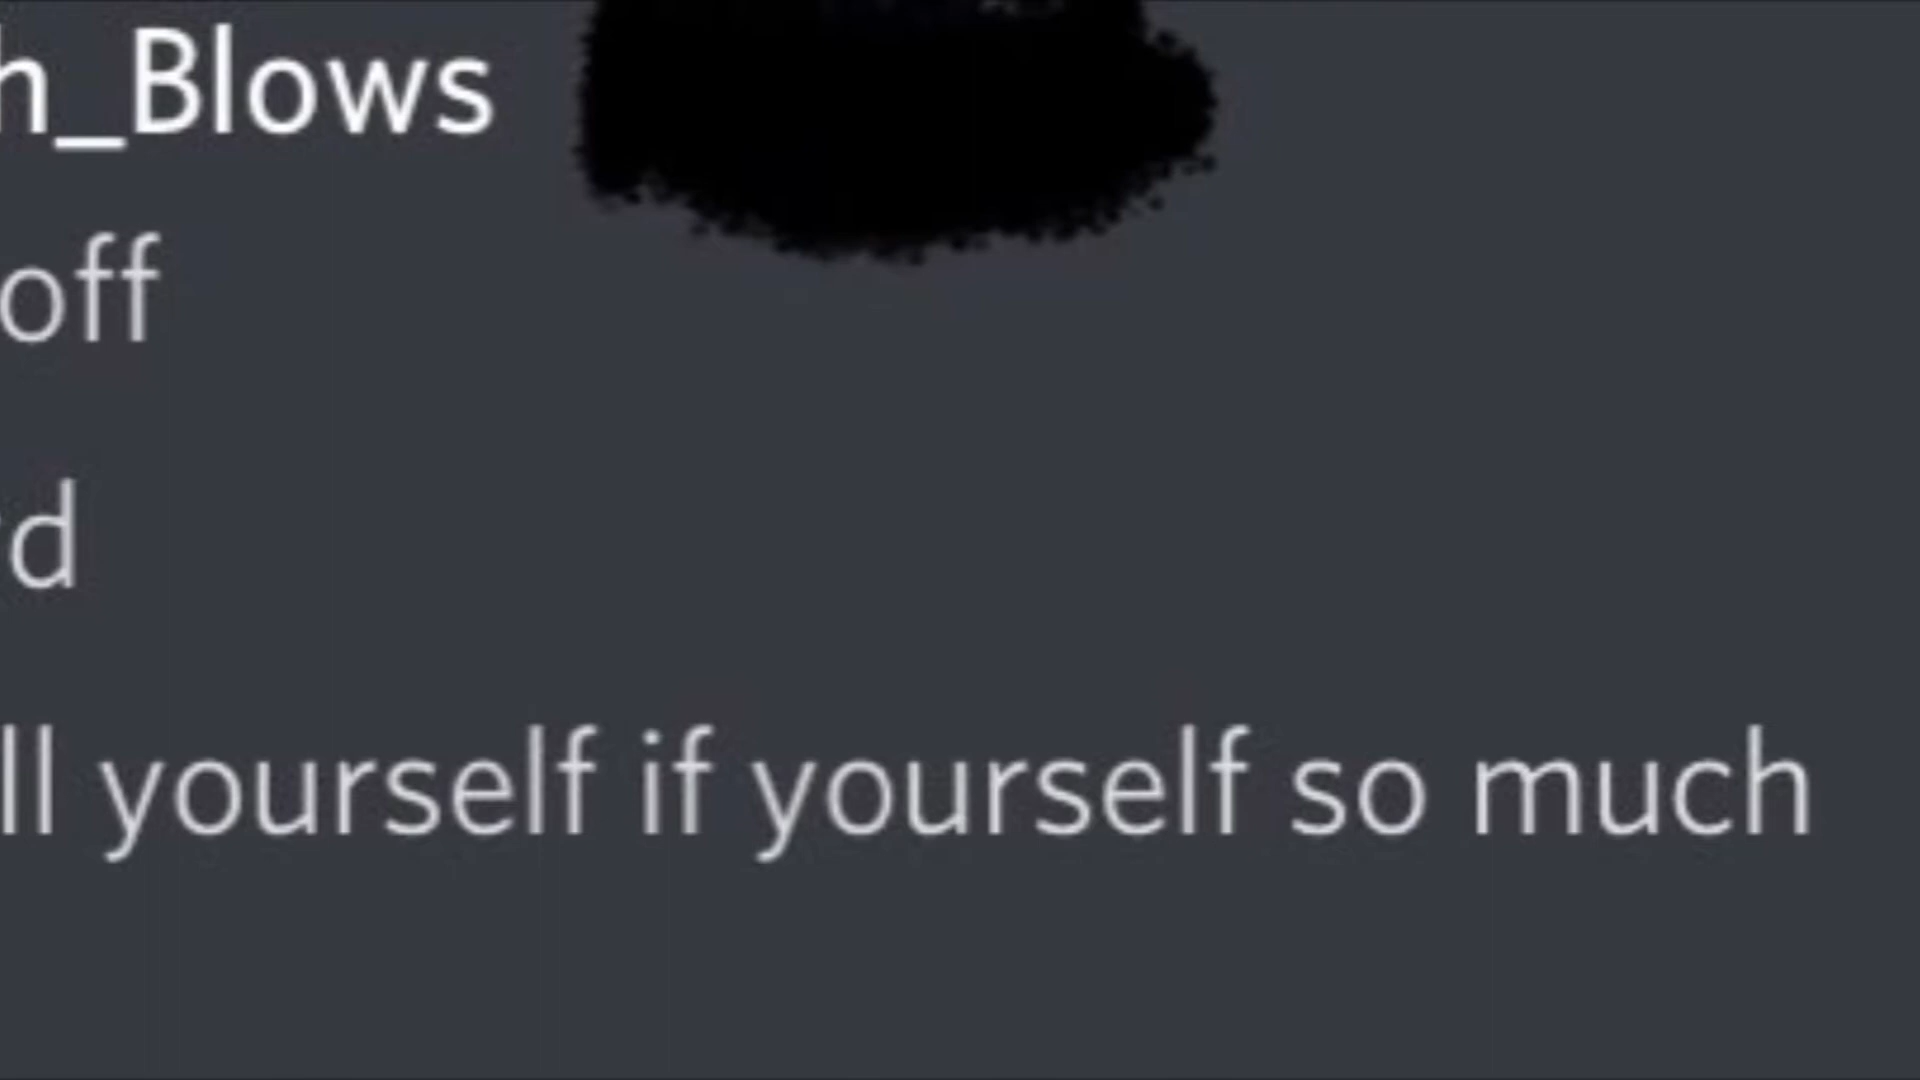 h_Blows
off
d
ll yourself if yourself so much